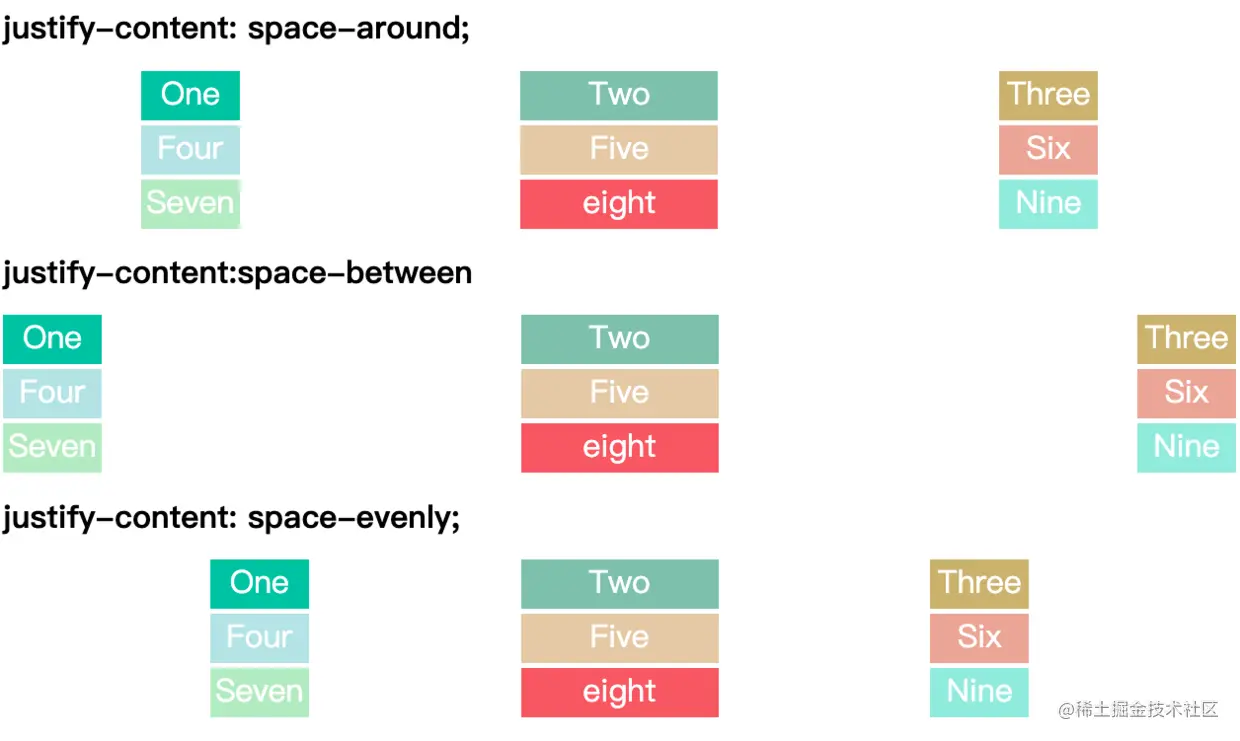 justify-content: space-around;
One Two Three
Four Five Six
Seven eight Nine
justify-content:space-between
One Two Three
Four Five Six
Seven eight Nine
justify-content: space-evenly;
One Two Three
Four Five Six
Seven eight Nine
@稀土掘金技术社区